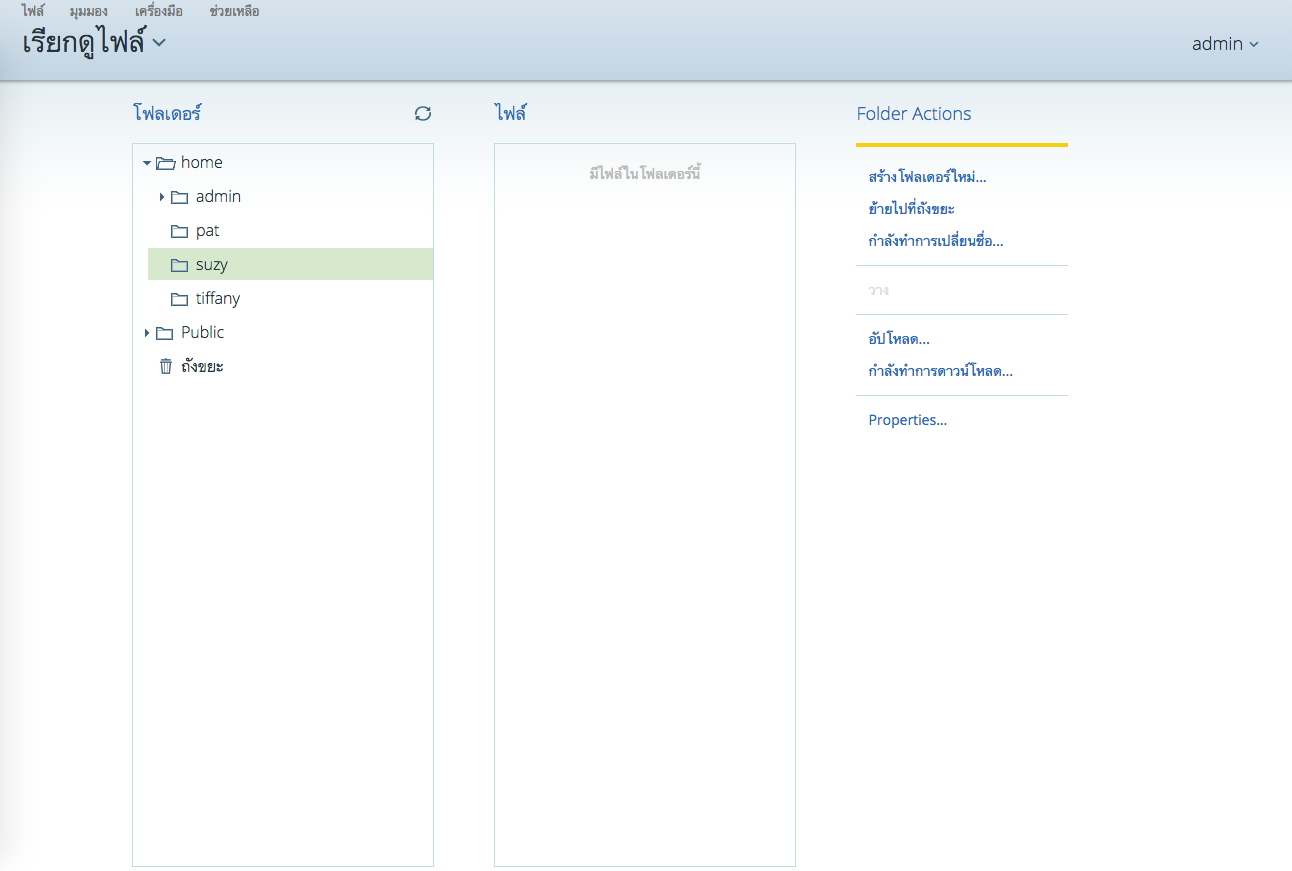 ไฟล์ มุมมอง เครื่องมือ ช่วยเหลือ
เรียกดูไฟล์
admin
โฟลเดอร์
home
admin
pat
suzy
tiffany
Public
ถังขยะ
ไฟล์
มีไฟล์ในโฟลเดอร์นี้
Folder Actions
สร้างโฟลเดอร์ใหม่...
ย้ายไปที่ถังขยะ
กำลังทำการเปลี่ยนชื่อ...
วาง
อัปโหลด...
กำลังทำการดาวน์โหลด...
Properties...